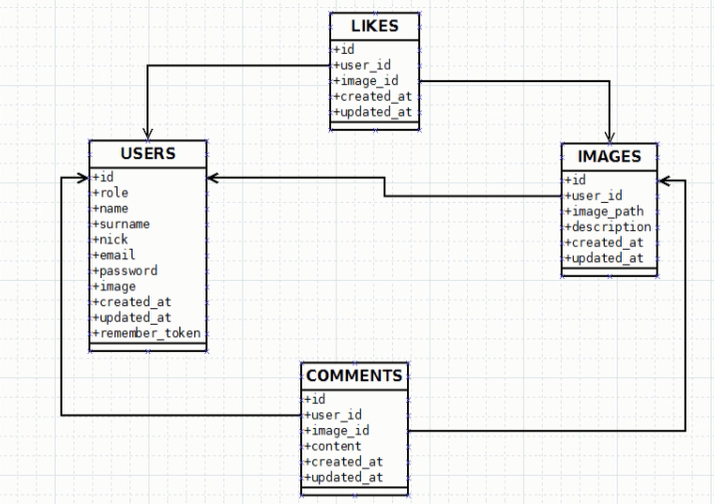 LIKES
+id
+user_id
+image_id
+created_at
+updated_at
USERS
+id
+role
+name
+surname
+nick
+email
+password
+image
+created_at
+updated_at
+remember_token
IMAGES
+id
+user_id
+image_path
+description
+created_at
+updated_at
COMMENTS
+id
+user_id
+image_id
+content
+created_at
+updated_at